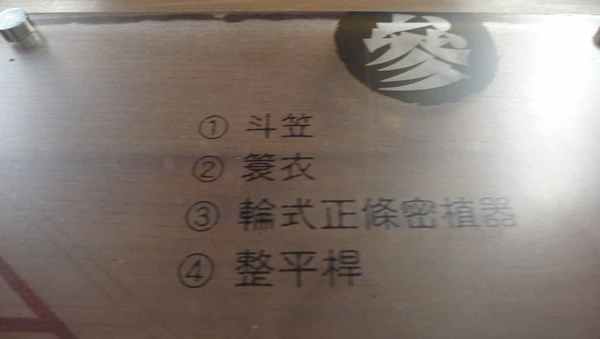 參
① 斗笠
② 簑衣
③ 輪式正條密植器
④ 整平桿